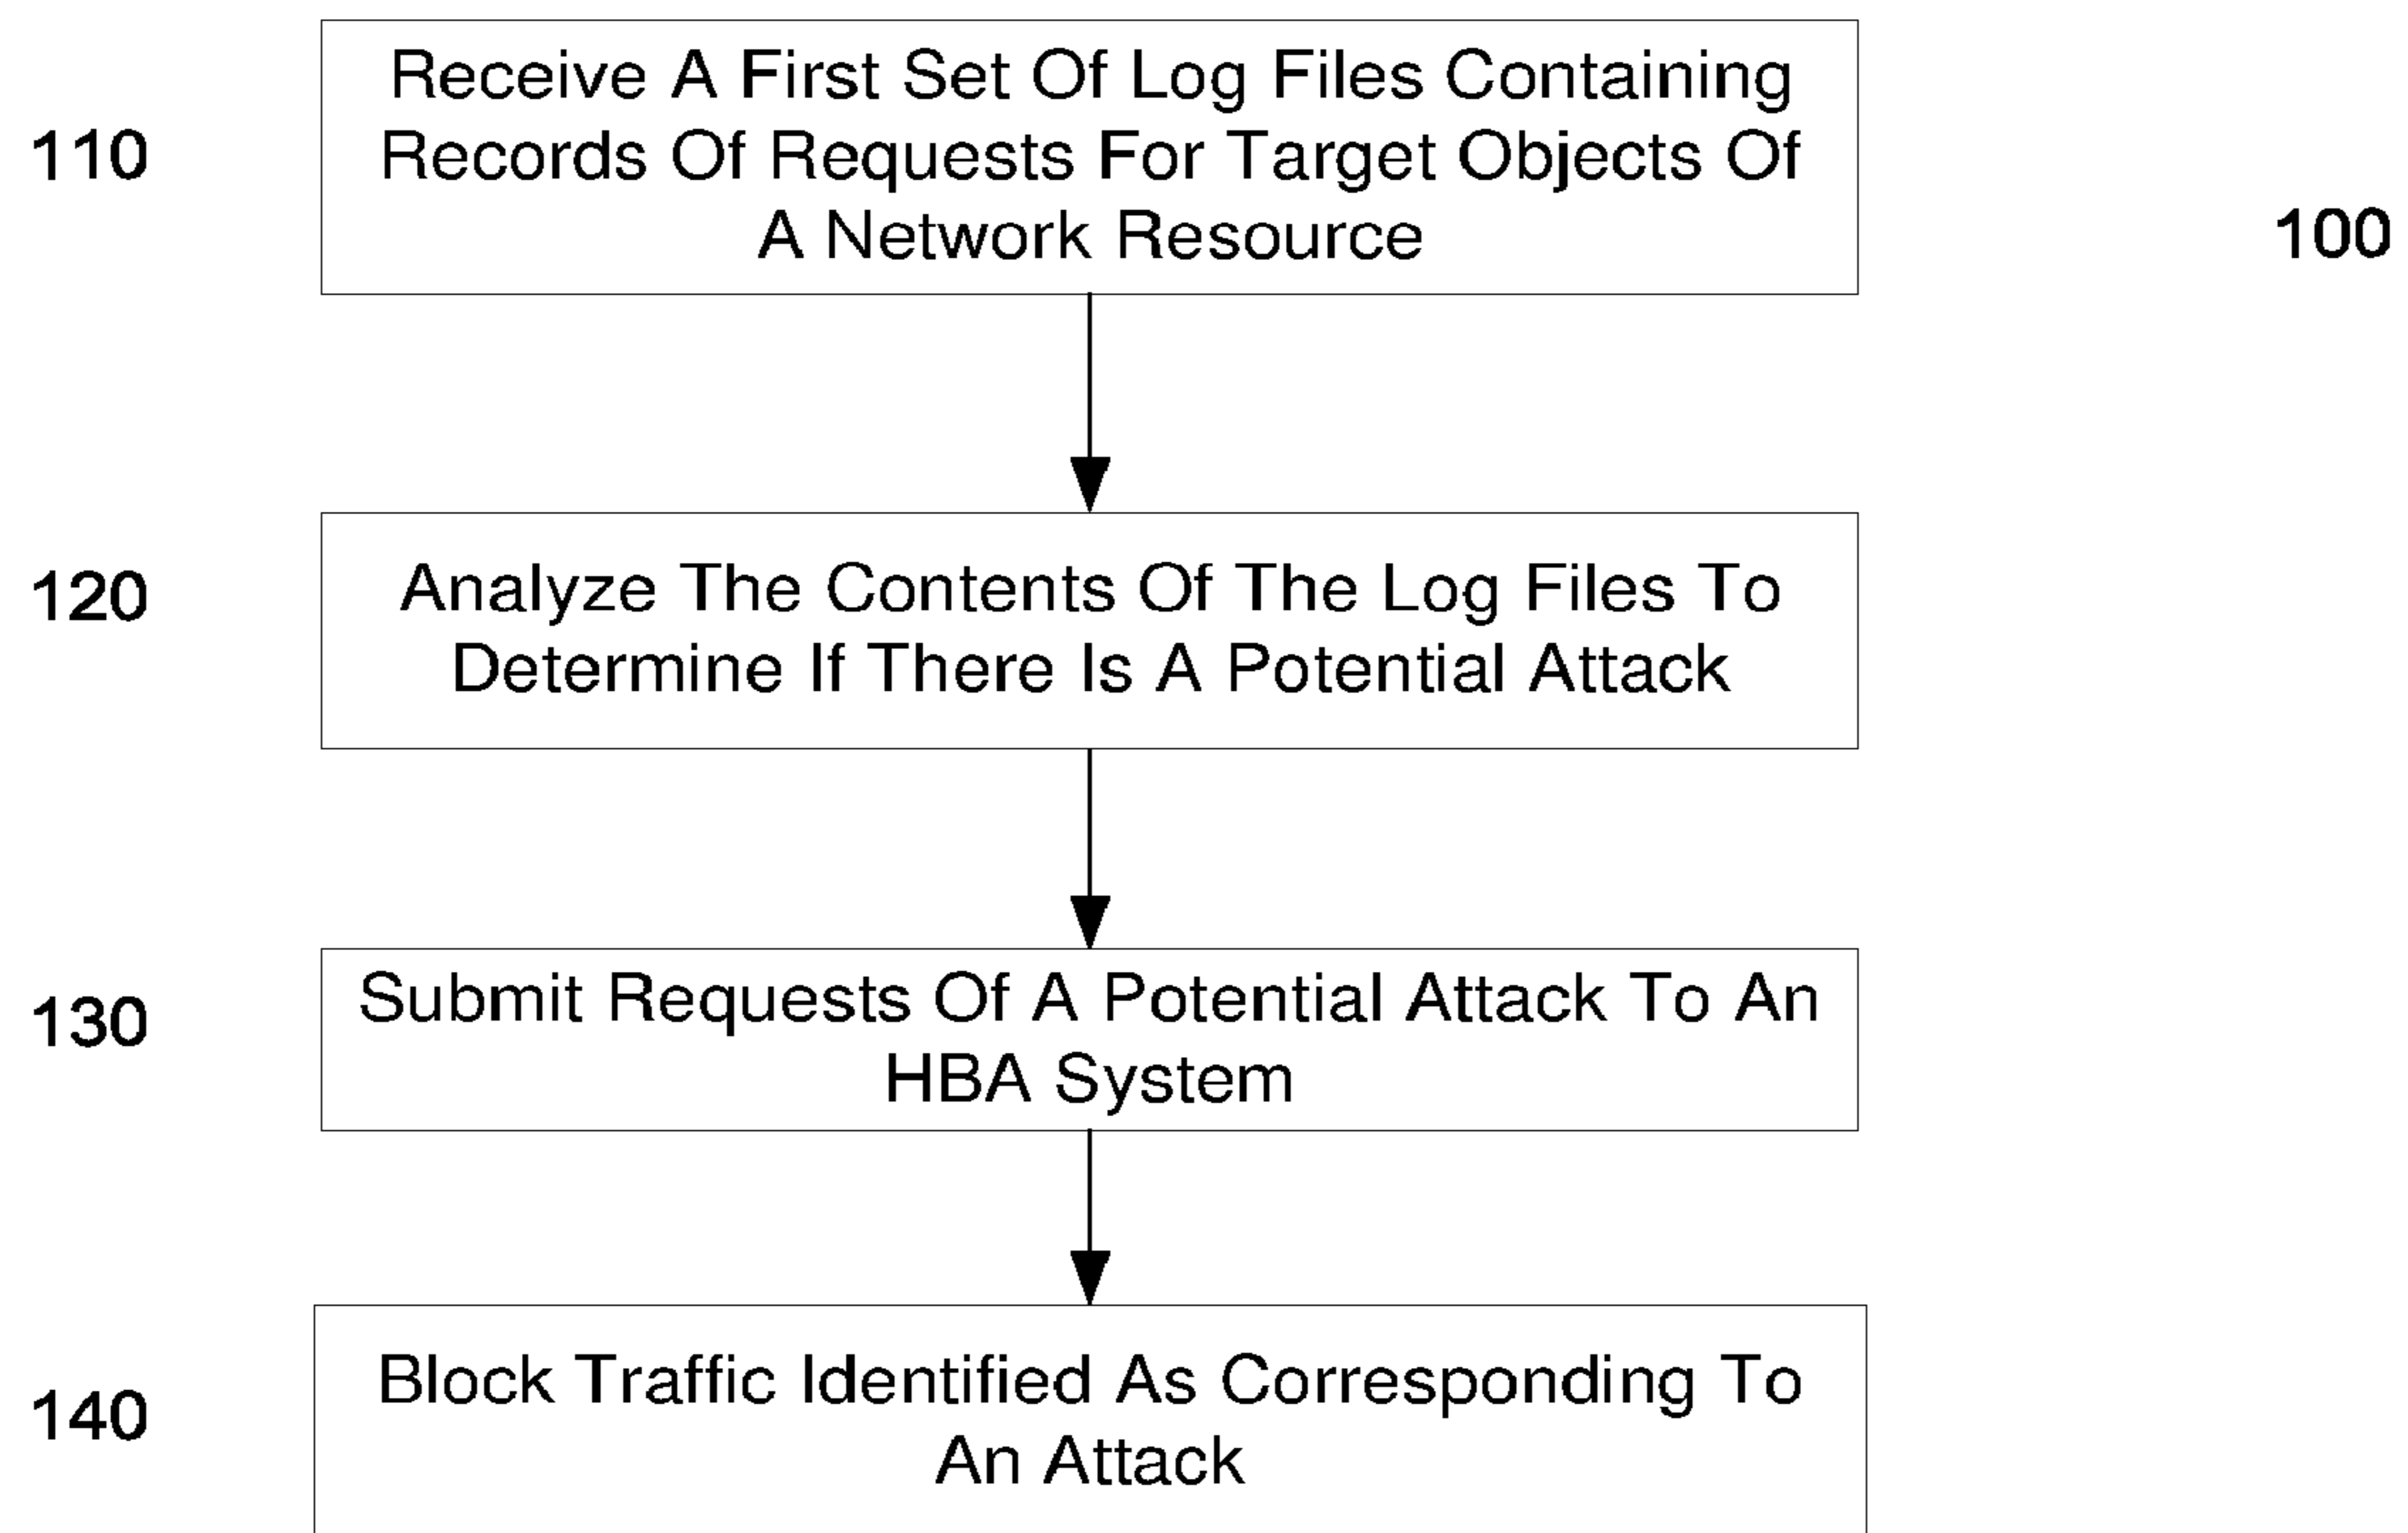 Receive A First Set Of Log Files Containing
Records Of Requests For Target Objects Of
A Network Resource
110
100
Analyze The Contents Of The Log Files To
Determine If There Is A Potential Attack
120
Submit Requests Of A Potential Attack To An
HBA System
130
Block Traffic Identified As Corresponding To
An Attack
140